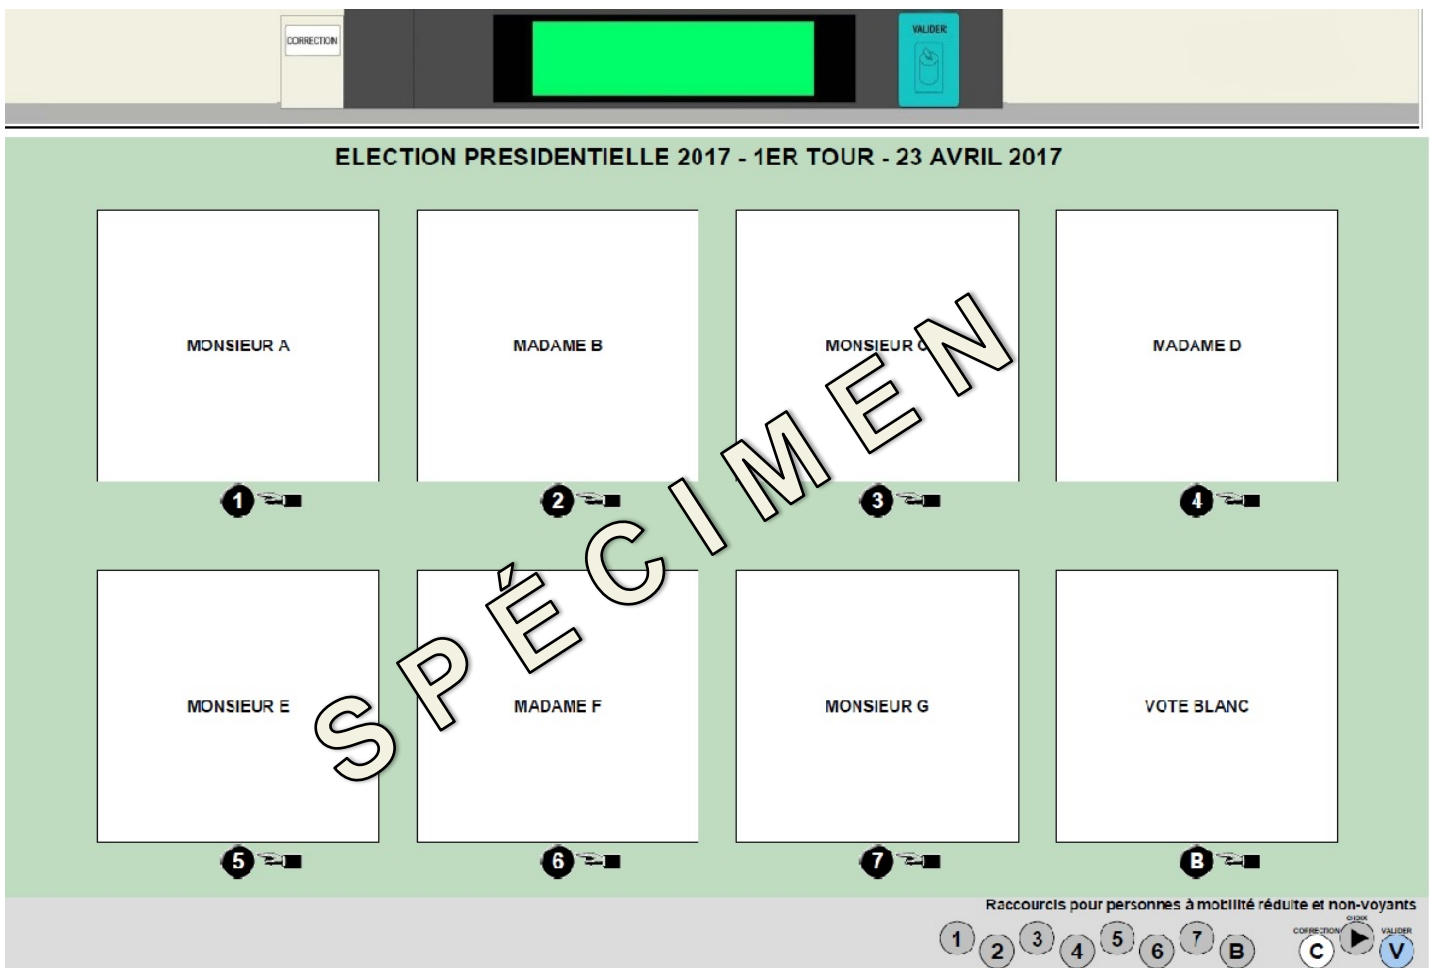 CORRECTION
VALIDER
ELECTION PRESIDENTIELLE 2017 - 1ER TOUR - 23 AVRIL 2017
MONSIEUR A
MADAME B
MONSIEUR C
MADAME D
1
2
3
4
SPÉCIMEN
MONSIEUR E
MADAME F
MONSIEUR G
VOTE BLANC
5
6
7
B
Raccourcis pour personnes à mobilité réduite et non-voyants
1 2 3 4 5 6 7 B
CORRECTION
CHOIX
VALIDER
C
V